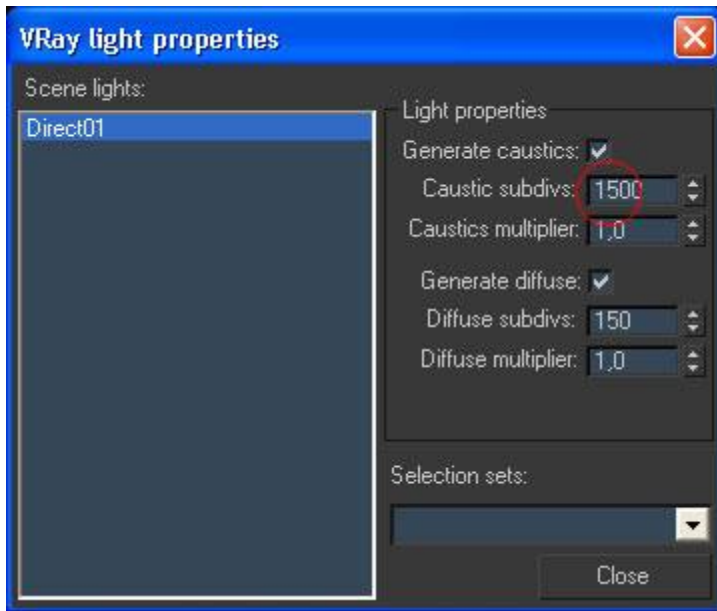 VRay light properties
Scene lights:
Direct01
Light properties
Generate caustics:
Caustic subdivs: 1500
Caustics multiplier: 1,0
Generate diffuse:
Diffuse subdivs: 150
Diffuse multiplier: 1,0
Selection sets:
Close